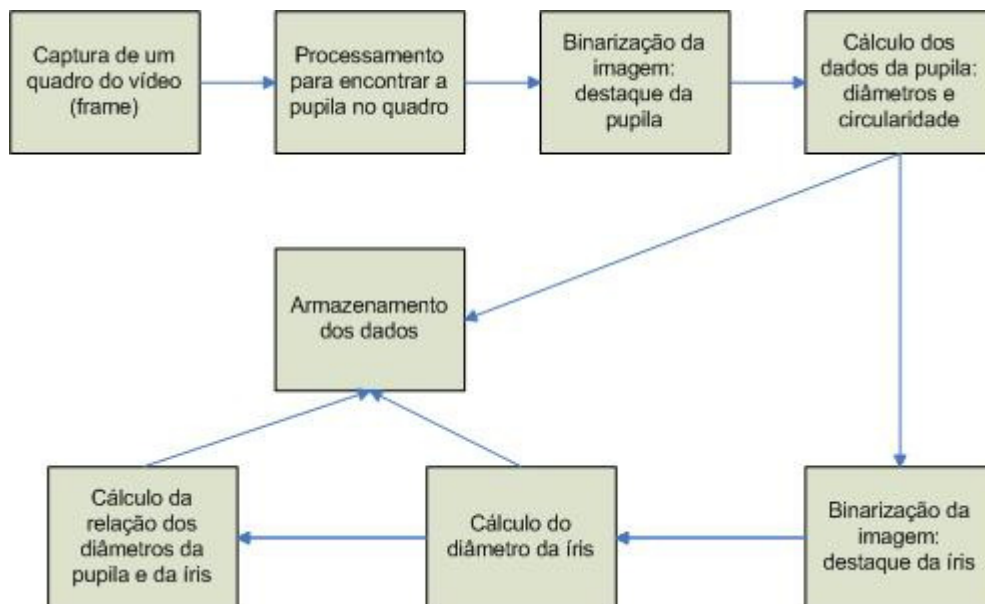 Captura de um
quadro do vídeo
(frame)
Processamento
para encontrar a
pupila no quadro
Binarização da
imagem:
destaque da
pupila
Cálculo dos
dados da pupila:
diâmetros e
circularidade
Armazenamento
dos dados
Cálculo da
relação dos
diâmetros da
pupila e da íris
Cálculo do
diâmetro da íris
Binarização da
imagem:
destaque da íris